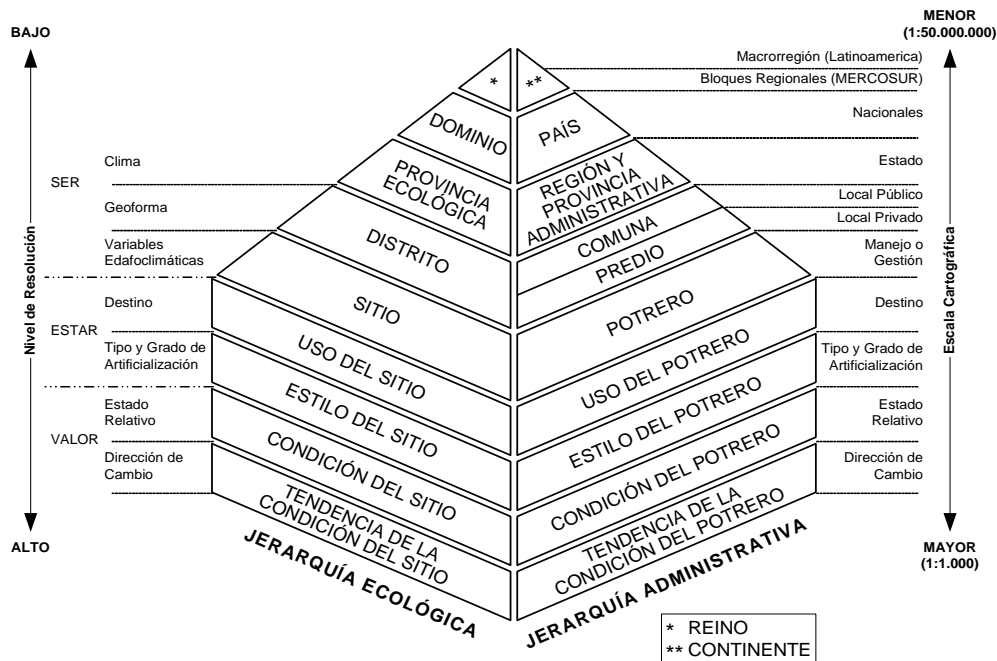 BAJO
Nivel de Resolución
ALTO
SER
ESTAR
VALOR
Clima
Geoforma
Variables
Edafoclimáticas
Destino
Tipo y Grado de
Artificialización
Estado
Relativo
Dirección de
Cambio
*
DOMINIO
PROVINCIA
ECOLÓGICA
DISTRITO
SITIO
USO DEL SITIO
ESTILO DEL SITIO
CONDICIÓN DEL SITIO
TENDENCIA DE LA
CONDICIÓN DEL SITIO
JERARQUÍA ECOLÓGICA
**
PAÍS
REGIÓN Y
PROVINCIA
ADMINISTRATIVA
COMUNA
PREDIO
POTRERO
USO DEL POTRERO
ESTILO DEL POTRERO
CONDICIÓN DEL POTRERO
TENDENCIA DE LA
CONDICIÓN DEL POTRERO
JERARQUÍA ADMINISTRATIVA
Macrorregión (Latinoamerica)
Bloques Regionales (MERCOSUR)
Nacionales
Estado
Local Público
Local Privado
Manejo o
Gestión
Destino
Tipo y Grado de
Artificialización
Estado
Relativo
Dirección de
Cambio
MENOR
(1:50.000.000)
Escala Cartográfica
MAYOR
(1:1.000)
* REINO
** CONTINENTE